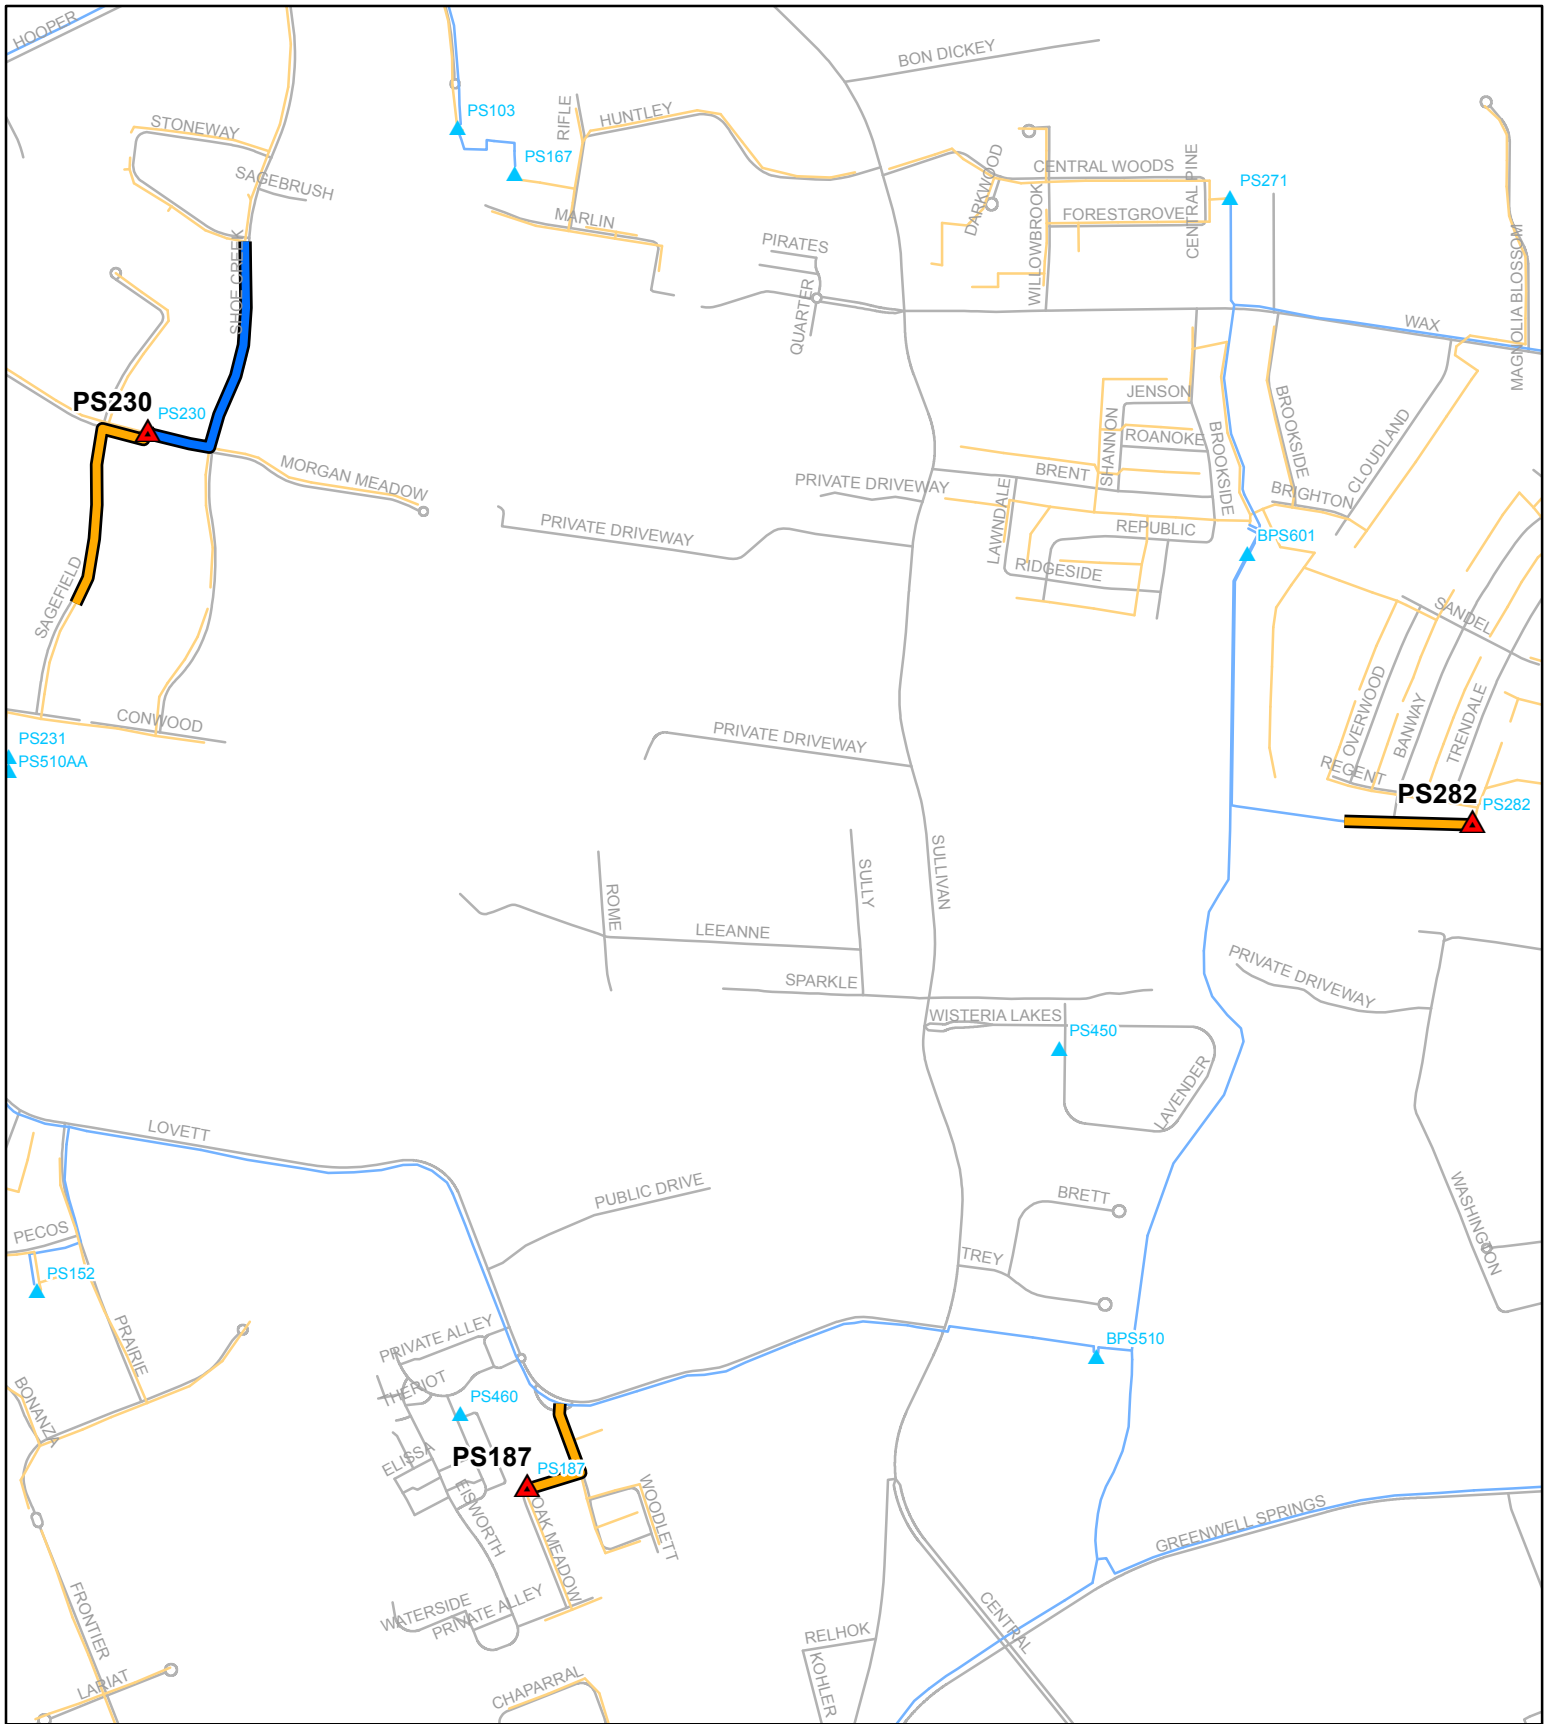 HOOPER
BON DICKEY
PS103
RIFLE
HUNTLEY
STONEWAY
PS167
SAGEBRUSH
DARKWOOD
CENTRAL WOODS
CENTRAL PINE
PS271
WILLOWBROOK
FORESTGROVE
MARLIN
SHOE CREEK
PIRATES
QUARTER
MAGNOLIA BLOSSOM
WAX
PS230
PS230
JENSON
SHANNON
ROANOKE
BROOKSIDE
BROOKSIDE
CLOUDLAND
MORGAN MEADOW
BRENT
PRIVATE DRIVEWAY
BRIGHTON
LAWNDALE
PRIVATE DRIVEWAY
REPUBLIC
BPS601
RIDGESIDE
SAGEFIELD
SANDEL
CONWOOD
PS231
PS510AA
PRIVATE DRIVEWAY
OVERWOOD
BANWAY
TRENDALE
REGENT
PS282
PS282
SULLY
SULLIVAN
ROME
LEEANNE
SPARKLE
PRIVATE DRIVEWAY
WISTERIA LAKES
PS450
LAVENDER
LOVETT
PUBLIC DRIVE
BRETT
WASHINGTON
PECOS
TREY
PS152
PRAIRIE
PRIVATE ALLEY
BPS510
THERIOT
PS460
BONANZA
ELISSA
PS187
PS187
EISWORTH
OAK MEADOW
WOODLETT
GREENWELL SPRINGS
FRONTIER
WATERSIDE
PRIVATE ALLEY
CENTRAL
RELHOK
KOHLER
LARIAT
CHAPARRAL